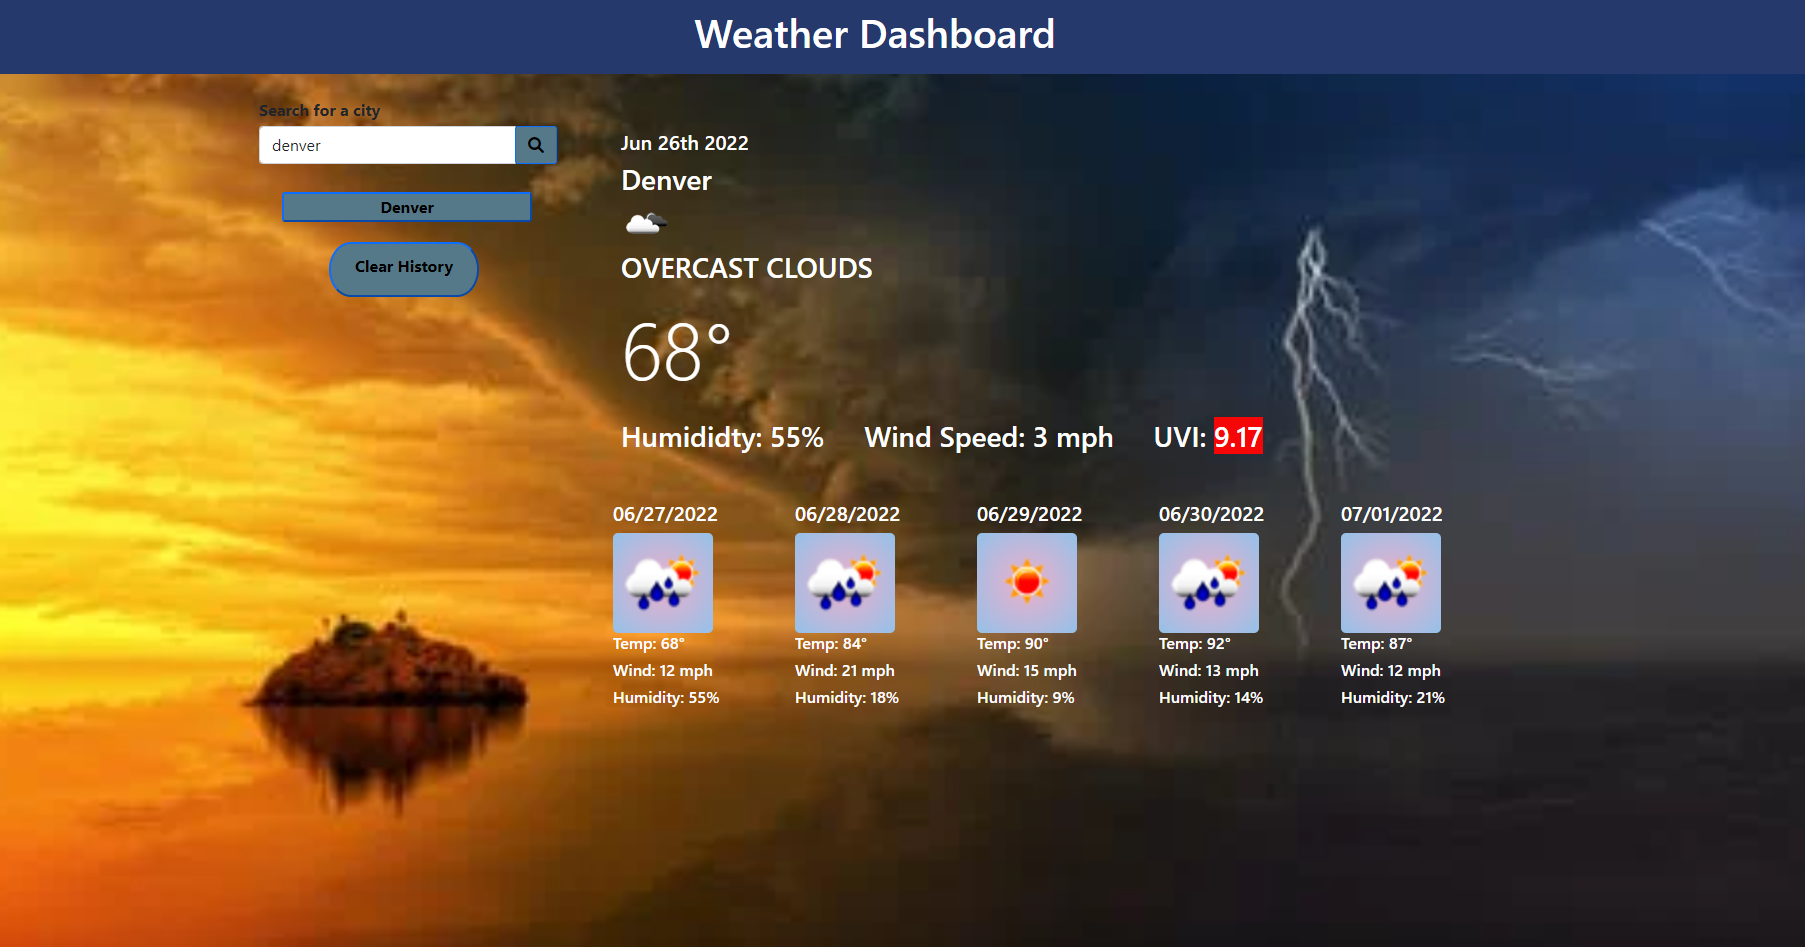 Weather Dashboard
Search for a city
denver
Denver
Clear History
Jun 26th 2022
Denver
OVERCAST CLOUDS
68°
Humididty: 55% Wind Speed: 3 mph UVI: 9.17
06/27/2022 06/28/2022 06/29/2022 06/30/2022 07/01/2022
Temp: 68° Temp: 84° Temp: 90° Temp: 92° Temp: 87°
Wind: 12 mph Wind: 21 mph Wind: 15 mph Wind: 13 mph Wind: 12 mph
Humidity: 55% Humidity: 18% Humidity: 9% Humidity: 14% Humidity: 21%